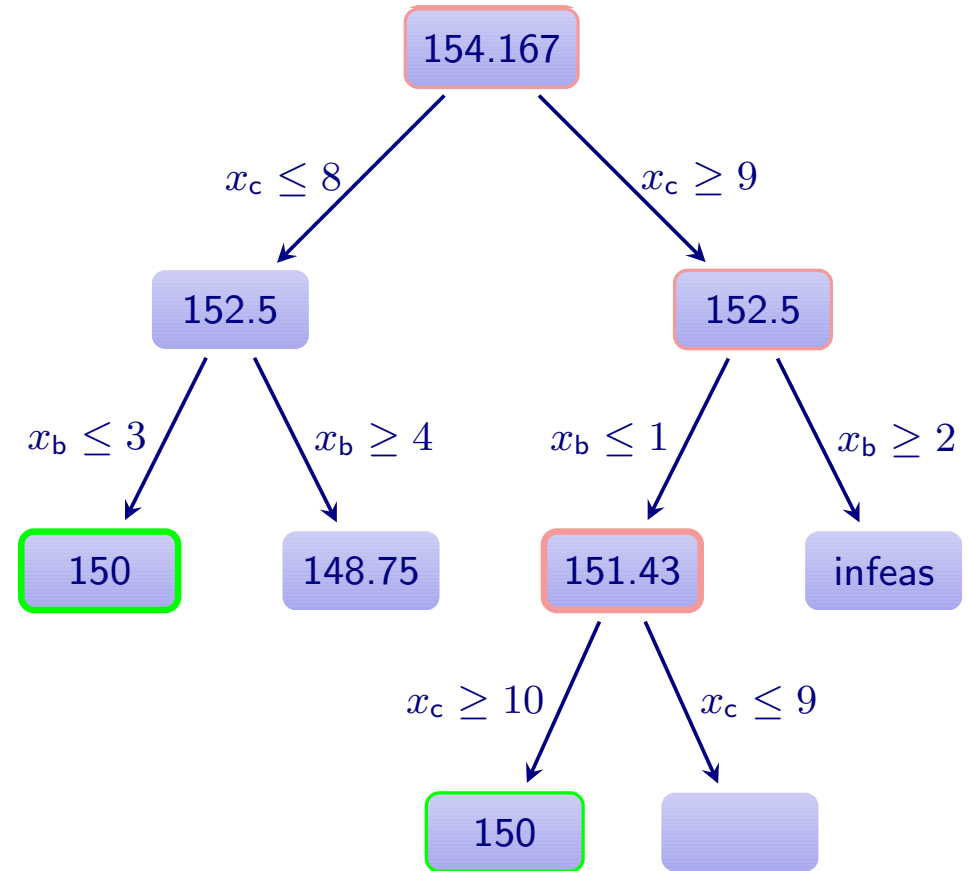 154.167
x_c ≤ 8
x_c ≥ 9
152.5
152.5
x_b ≤ 3
x_b ≥ 4
x_b ≤ 1
x_b ≥ 2
150
148.75
151.43
infeas
x_c ≥ 10
x_c ≤ 9
150